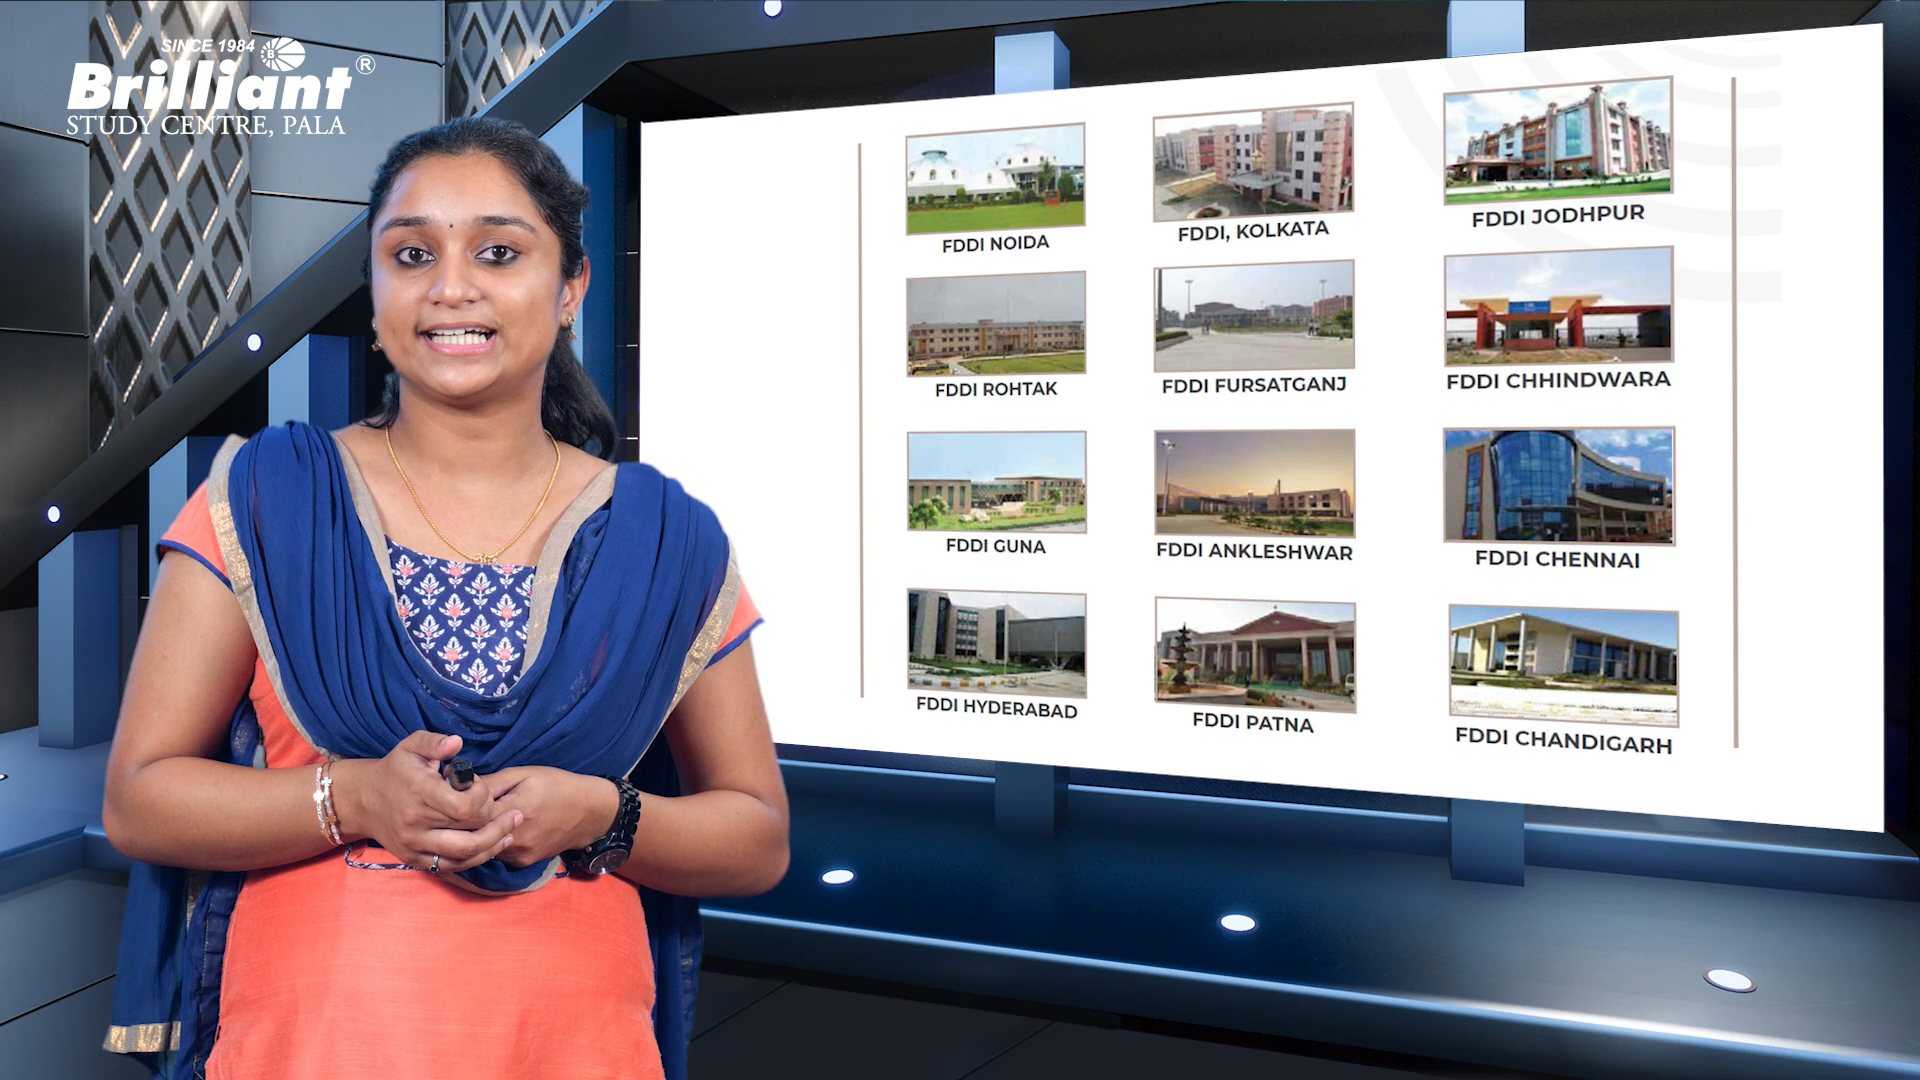 SINCE 1984
Brilliant®
STUDY CENTRE, PALA
FDDI NOIDA
FDDI, KOLKATA
FDDI JODHPUR
FDDI ROHTAK
FDDI FURSATGANJ
FDDI CHHINDWARA
FDDI GUNA
FDDI ANKLESHWAR
FDDI CHENNAI
FDDI HYDERABAD
FDDI PATNA
FDDI CHANDIGARH